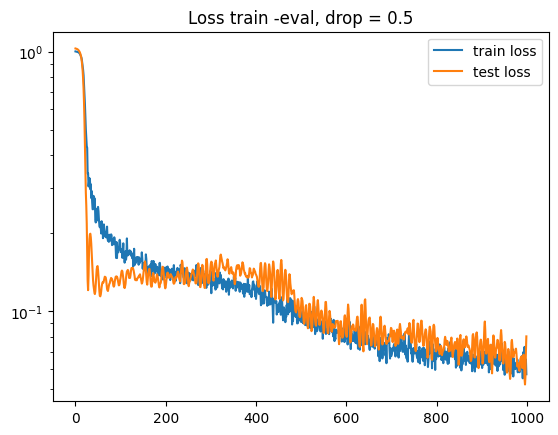 Loss train -eval, drop = 0.5
train loss
test loss
10⁰
10⁻¹
0 200 400 600 800 1000